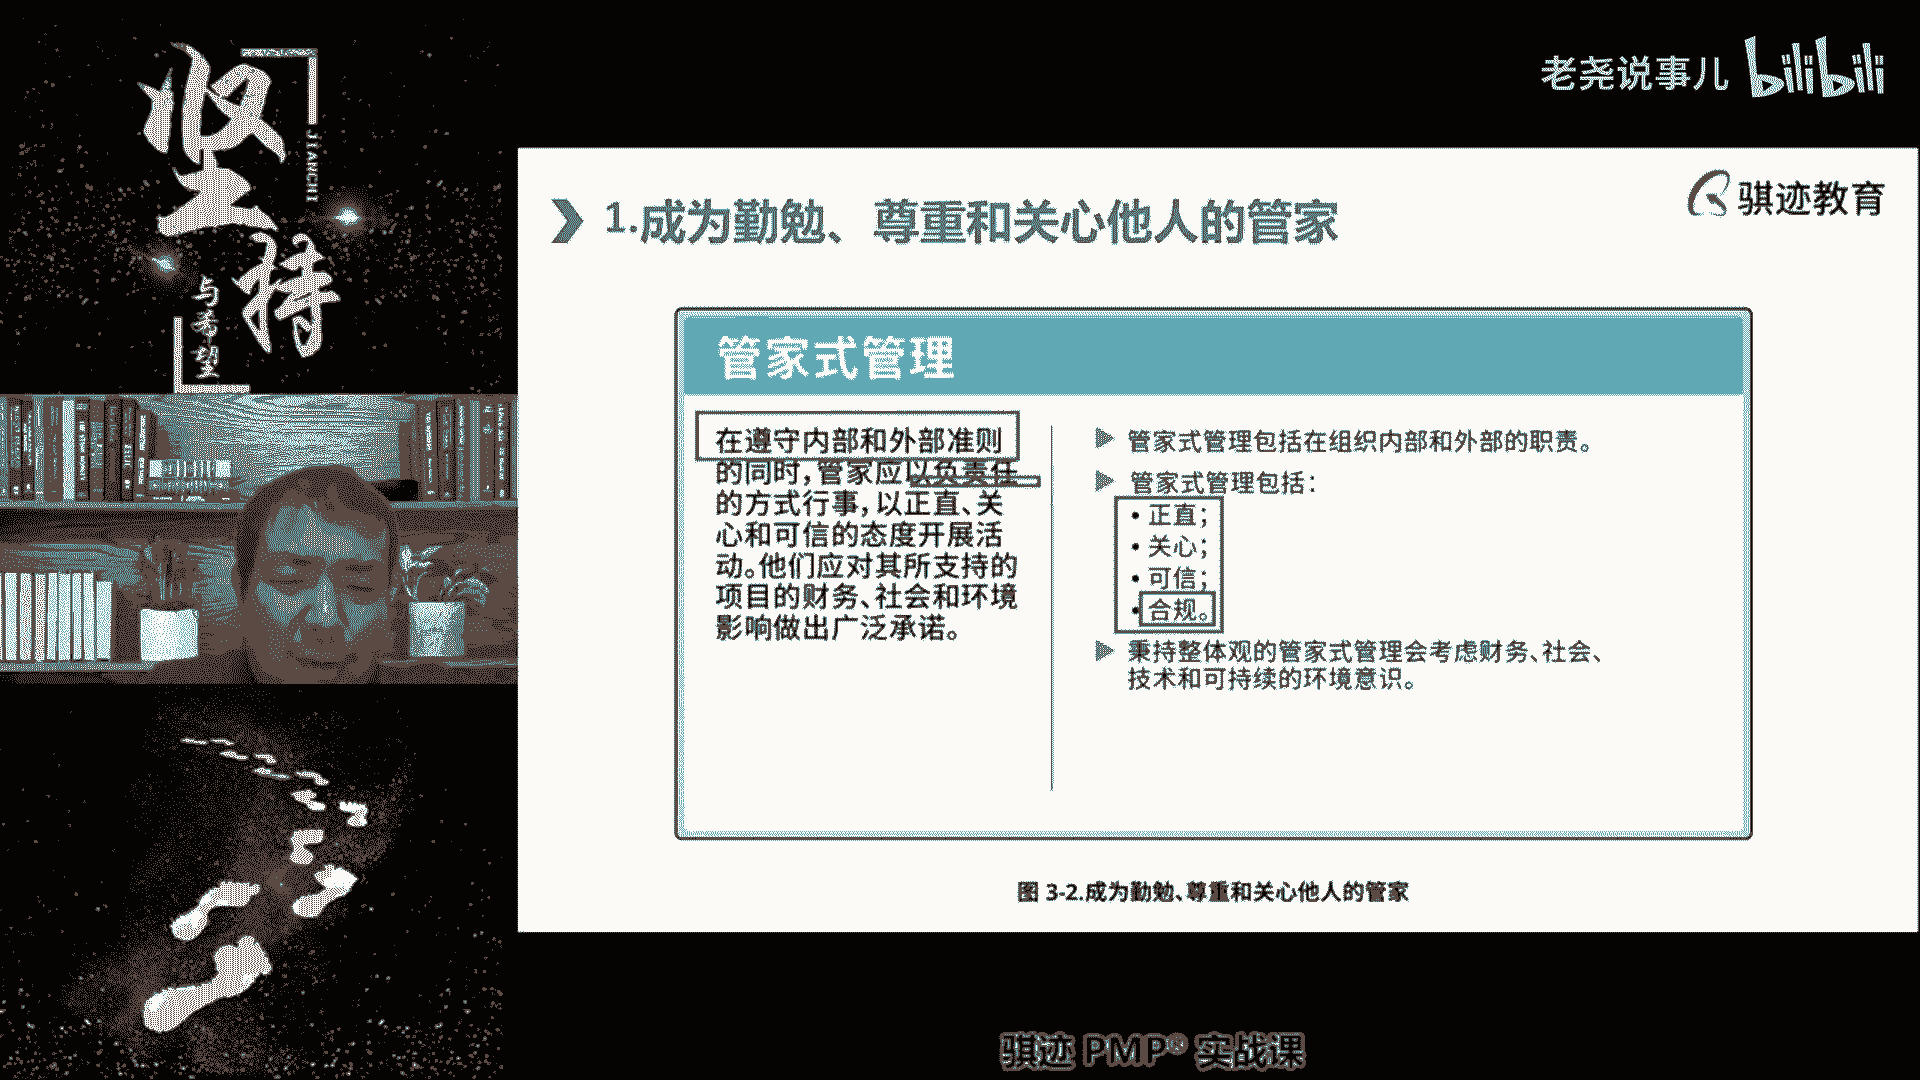 坚持
JIANCHI
与希望
老尧说事儿 bilibili
骐迹教育
1.成为勤勉、尊重和关心他人的管家
管家式管理
在遵守内部和外部准则
的同时，管家应以负责任
的方式行事，以正直、关
心和可信的态度开展活
动。他们应对其所支持的
项目的财务、社会和环境
影响做出广泛承诺。
管家式管理包括在组织内部和外部的职责。
管家式管理包括：
• 正直；
• 关心；
• 可信；
• 合规。
秉持整体观的管家式管理会考虑财务、社会、
技术和可持续的环境意识。
图 3-2.成为勤勉、尊重和关心他人的管家
骐迹 PMP® 实战课